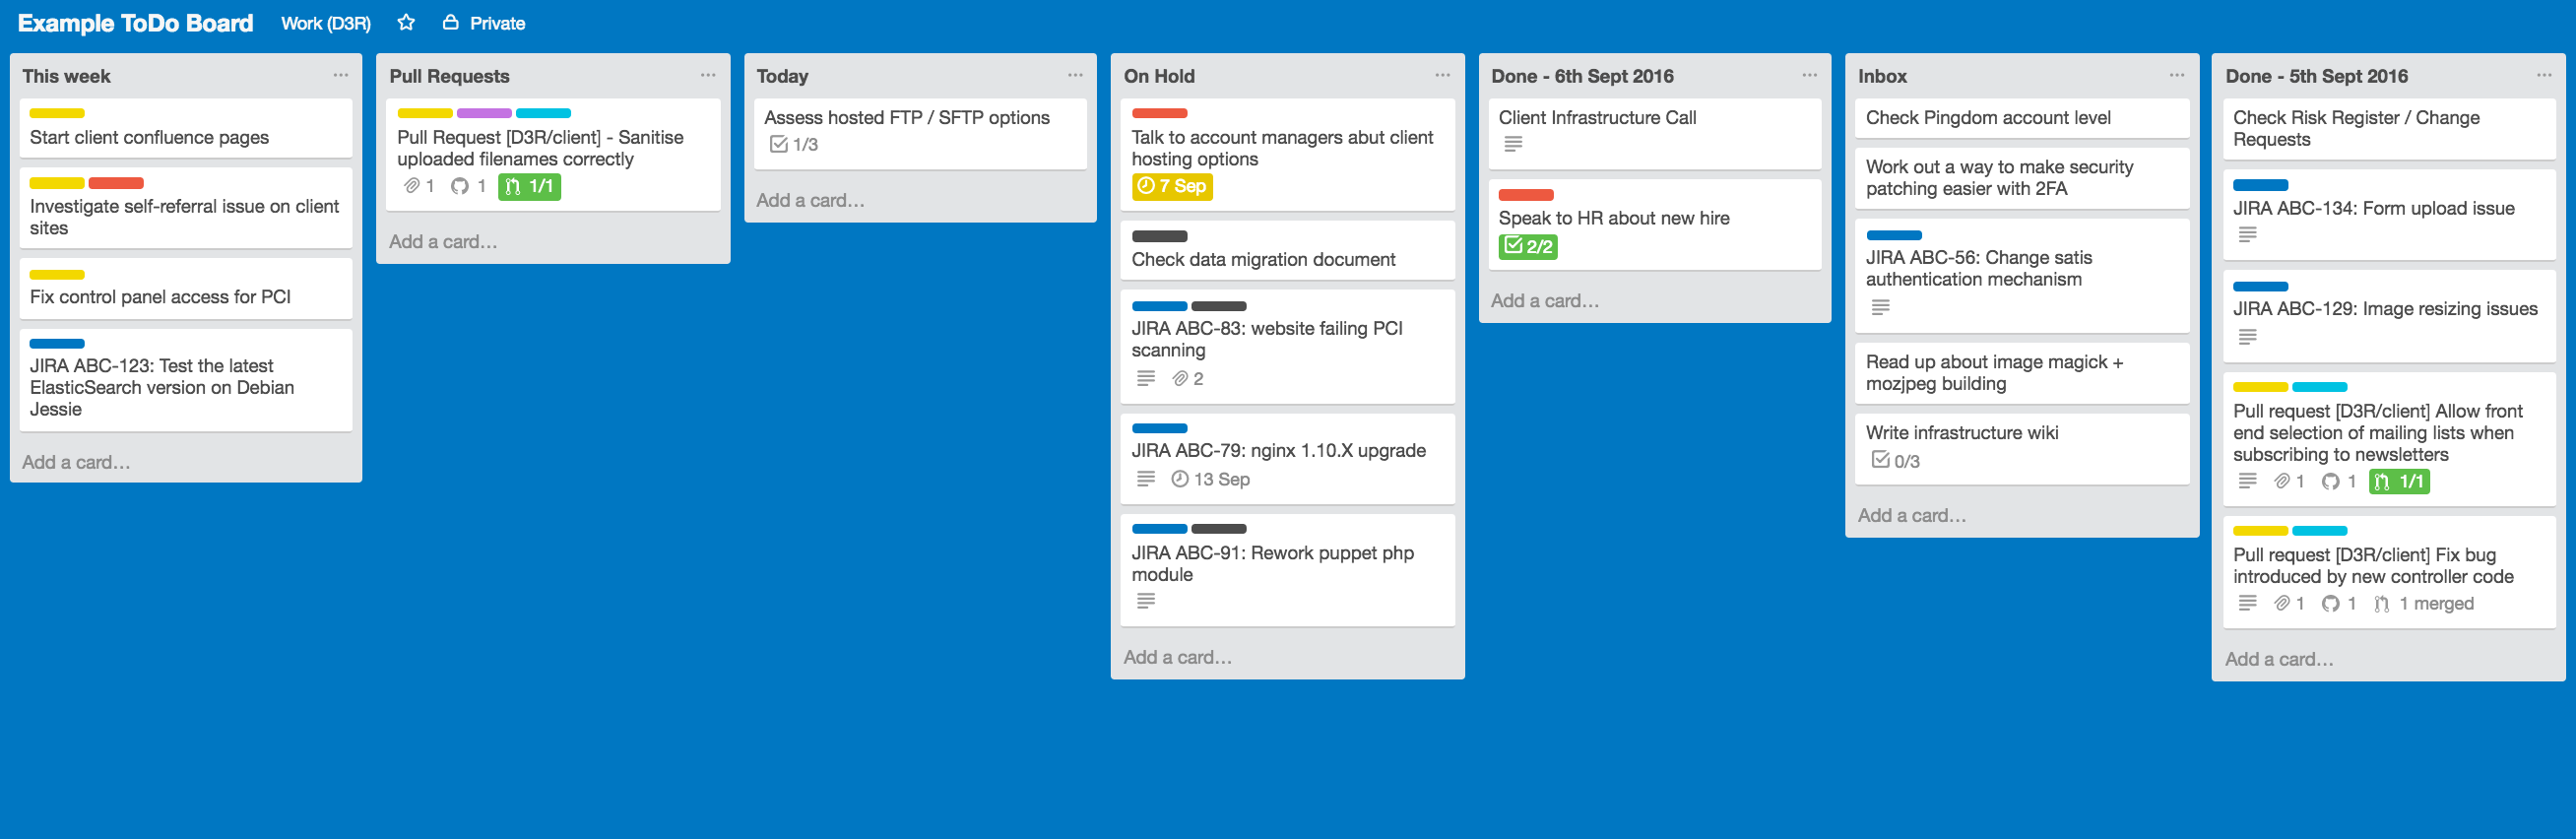 Example ToDo Board Work (D3R) Private
This week
Start client confluence pages
Investigate self-referral issue on client
sites
Fix control panel access for PCI
JIRA ABC-123: Test the latest
ElasticSearch version on Debian
Jessie
Add a card…
Pull Requests
Pull Request [D3R/client] - Sanitise
uploaded filenames correctly
1 1 1/1
Add a card…
Today
Assess hosted FTP / SFTP options
1/3
Add a card…
On Hold
Talk to account managers abut client
hosting options
7 Sep
Check data migration document
JIRA ABC-83: website failing PCI
scanning
2
JIRA ABC-79: nginx 1.10.X upgrade
13 Sep
JIRA ABC-91: Rework puppet php
module
Add a card…
Done - 6th Sept 2016
Client Infrastructure Call
Speak to HR about new hire
2/2
Add a card…
Inbox
Check Pingdom account level
Work out a way to make security
patching easier with 2FA
JIRA ABC-56: Change satis
authentication mechanism
Read up about image magick +
mozjpeg building
Write infrastructure wiki
0/3
Add a card…
Done - 5th Sept 2016
Check Risk Register / Change
Requests
JIRA ABC-134: Form upload issue
JIRA ABC-129: Image resizing issues
Pull request [D3R/client] Allow front
end selection of mailing lists when
subscribing to newsletters
1 1 1/1
Pull request [D3R/client] Fix bug
introduced by new controller code
1 1 1 merged
Add a card…